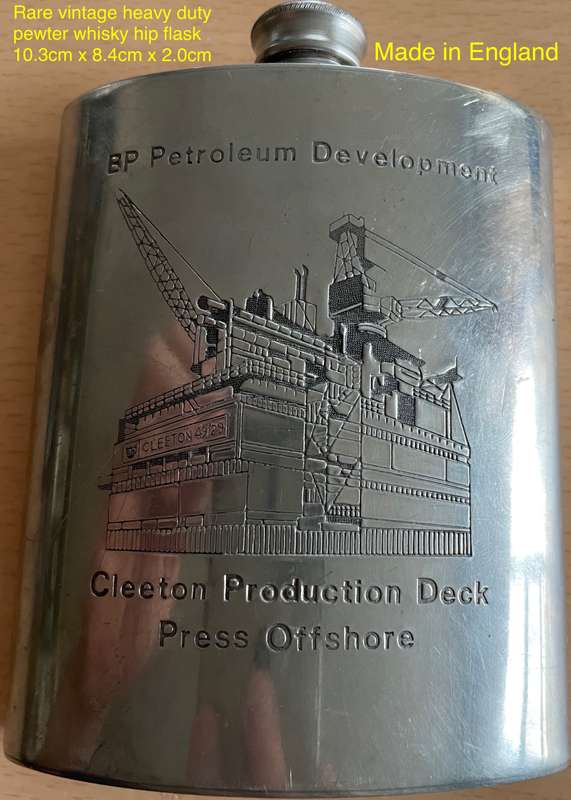 Rare vintage heavy duty
pewter whisky hip flask
10.3cm x 8.4cm x 2.0cm
Made in England
BP Petroleum Development
CLEETON 42/29
Cleeton Production Deck
Press Offshore